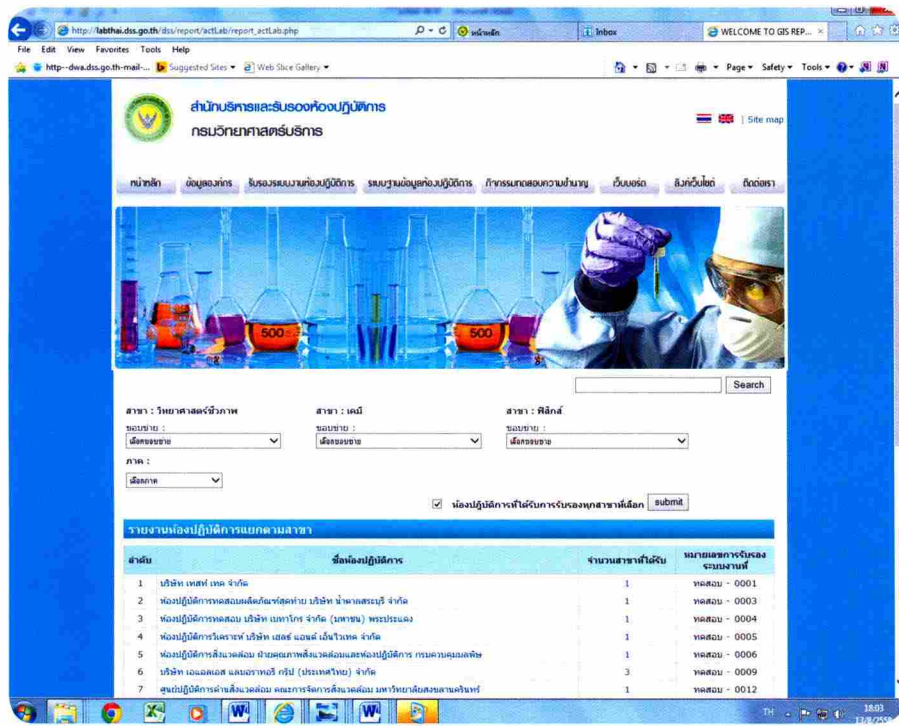 http://labthai.dss.go.th/dss/report/actLab/report_actLab.php
หน้าหลัก
Inbox
WELCOME TO GIS REP...
File Edit View Favorites Tools Help
http--dwa.dss.go.th-mail-... Suggested Sites Web Slice Gallery Page Safety Tools
สำนักบริหารและรับรองห้องปฏิบัติการ
กรมวิทยาศาสตร์บริการ
| Site map
หน้าหลัก ข้อมูลองค์กร รับรองระบบงานห้องปฏิบัติการ ระบบฐานข้อมูลห้องปฏิบัติการ กิจกรรมทดสอบความชำนาญ เว็บบอร์ด ลิงค์เว็บไซต์ ติดต่อเรา
500 500
Search
สาขา : วิทยาศาสตร์ชีวภาพ สาขา : เคมี สาขา : ฟิสิกส์
ขอบข่าย : ขอบข่าย : ขอบข่าย :
เลือกขอบข่าย เลือกขอบข่าย เลือกขอบข่าย
ภาค :
เลือกภาค
ห้องปฏิบัติการที่ได้รับการรับรองทุกสาขาที่เลือก submit
รายงานห้องปฏิบัติการแยกตามสาขา
ลำดับ ชื่อห้องปฏิบัติการ จำนวนสาขาที่ได้รับ หมายเลขการรับรองระบบงานที่
1 บริษัท เทสท์ เทค จำกัด 1 ทดสอบ - 0001
2 ห้องปฏิบัติการทดสอบผลิตภัณฑ์สุดท้าย บริษัท น้ำตาลสระบุรี จำกัด 1 ทดสอบ - 0003
3 ห้องปฏิบัติการทดสอบ บริษัท เบทาโกร จำกัด (มหาชน) พระประแดง 1 ทดสอบ - 0004
4 ห้องปฏิบัติการวิเคราะห์ บริษัท เฮลธ์ แอนด์ เอ็นไวเทค จำกัด 1 ทดสอบ - 0005
5 ห้องปฏิบัติการสิ่งแวดล้อม ฝ่ายคุณภาพสิ่งแวดล้อมและห้องปฏิบัติการ กรมควบคุมมลพิษ 1 ทดสอบ - 0006
6 บริษัท เอแอลเอส แลบอราทอรี กรุ๊ป (ประเทศไทย) จำกัด 3 ทดสอบ - 0009
7 ศูนย์ปฏิบัติการด้านสิ่งแวดล้อม คณะการจัดการสิ่งแวดล้อม มหาวิทยาลัยสงขลานครินทร์ 1 ทดสอบ - 0012
TH 18:03
13/8/2558